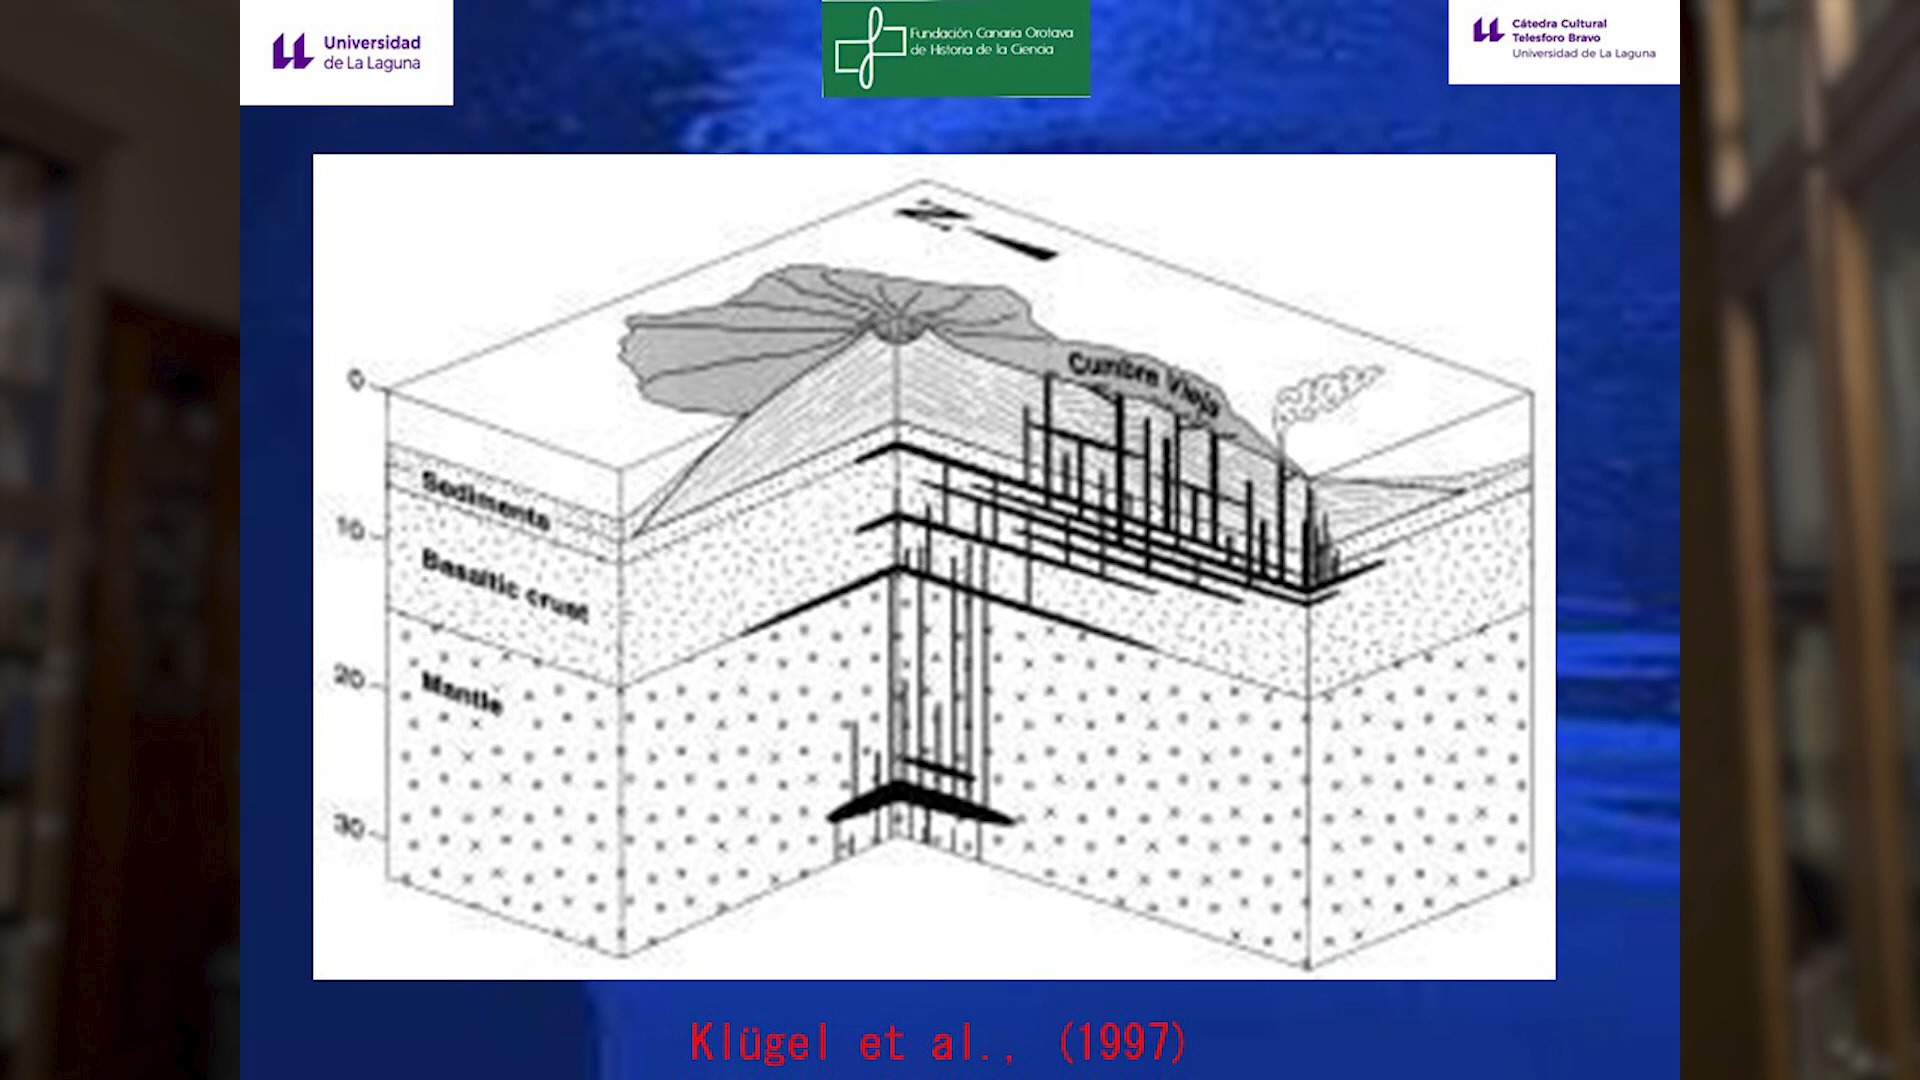 Universidad
de La Laguna
Fundación Canaria Orotava
de Historia de la Ciencia
Cátedra Cultural
Telesforo Bravo
Universidad de La Laguna
N
Cumbre Vieja
0
Sediments
10
Basaltic crust
20
Mantle
30
Klügel et al., (1997)